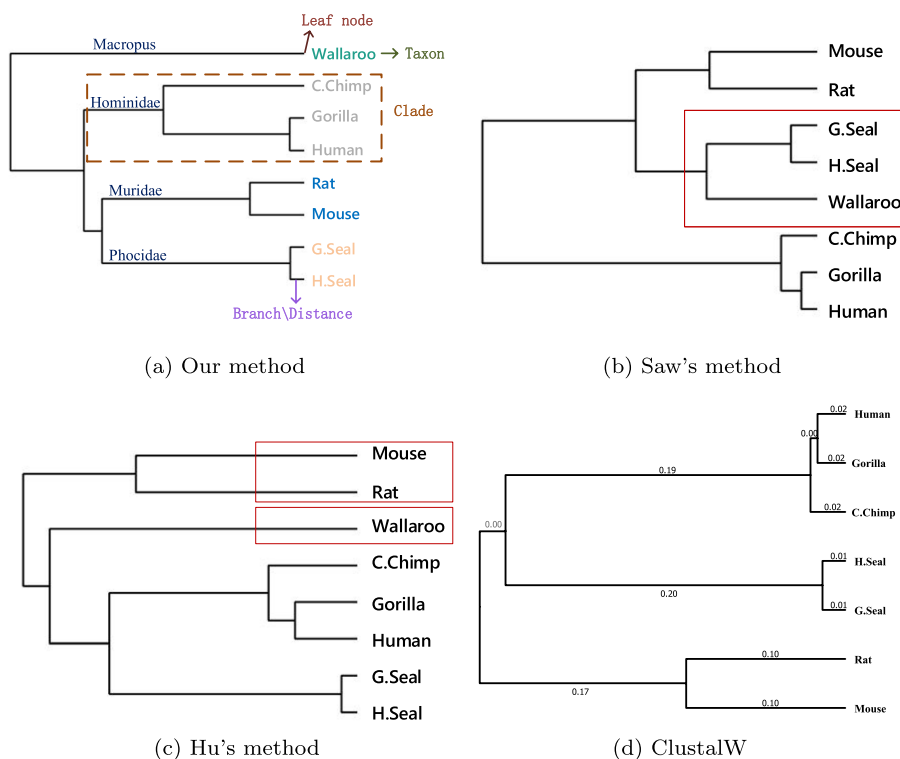 Leaf node
Macropus
Wallaroo
Taxon
C.Chimp
Hominidae
Gorilla
Clade
Human
Rat
Muridae
Mouse
G.Seal
Phocidae
H.Seal
Branch\Distance
(a) Our method
Mouse
Rat
G.Seal
H.Seal
Wallaroo
C.Chimp
Gorilla
Human
(b) Saw's method
Mouse
Rat
Wallaroo
C.Chimp
Gorilla
Human
G.Seal
H.Seal
(c) Hu's method
0.02
Human
0.00
0.02
Gorilla
0.19
0.02
C.Chimp
0.00
0.01
H.Seal
0.20
0.01
G.Seal
0.10
Rat
0.17
0.10
Mouse
(d) ClustalW